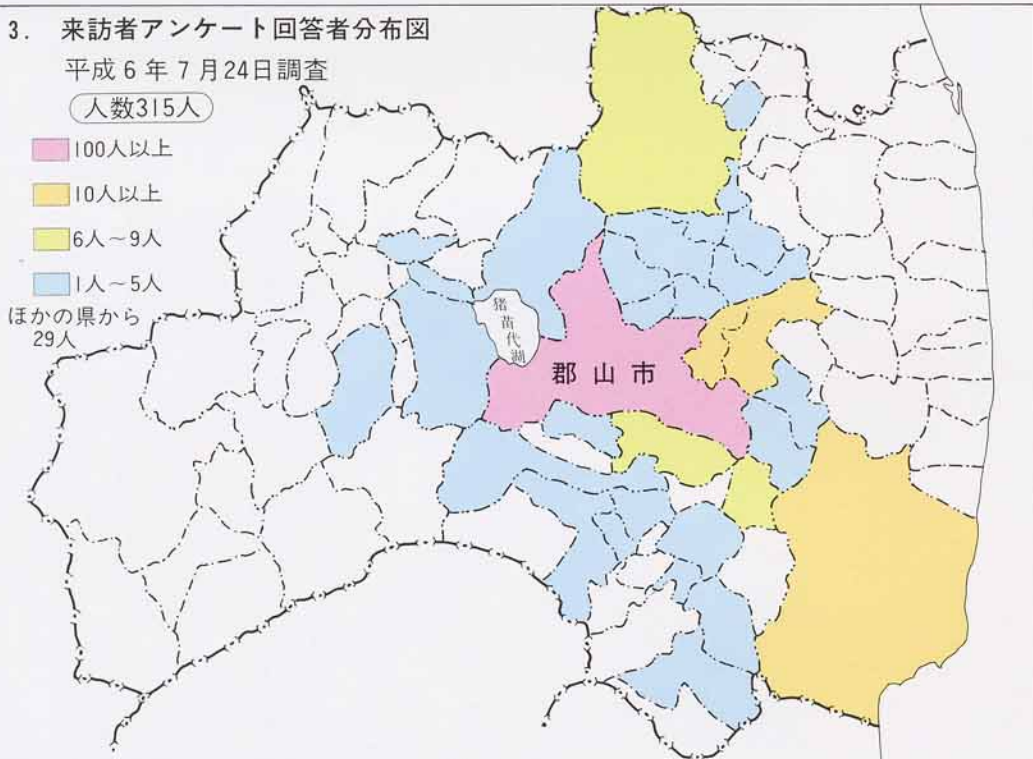 3. 来訪者アンケート回答者分布図
平成6年7月24日調査
人数315人
100人以上
10人以上
6人～9人
1人～5人
ほかの県から
29人
猪苗代湖
郡山市